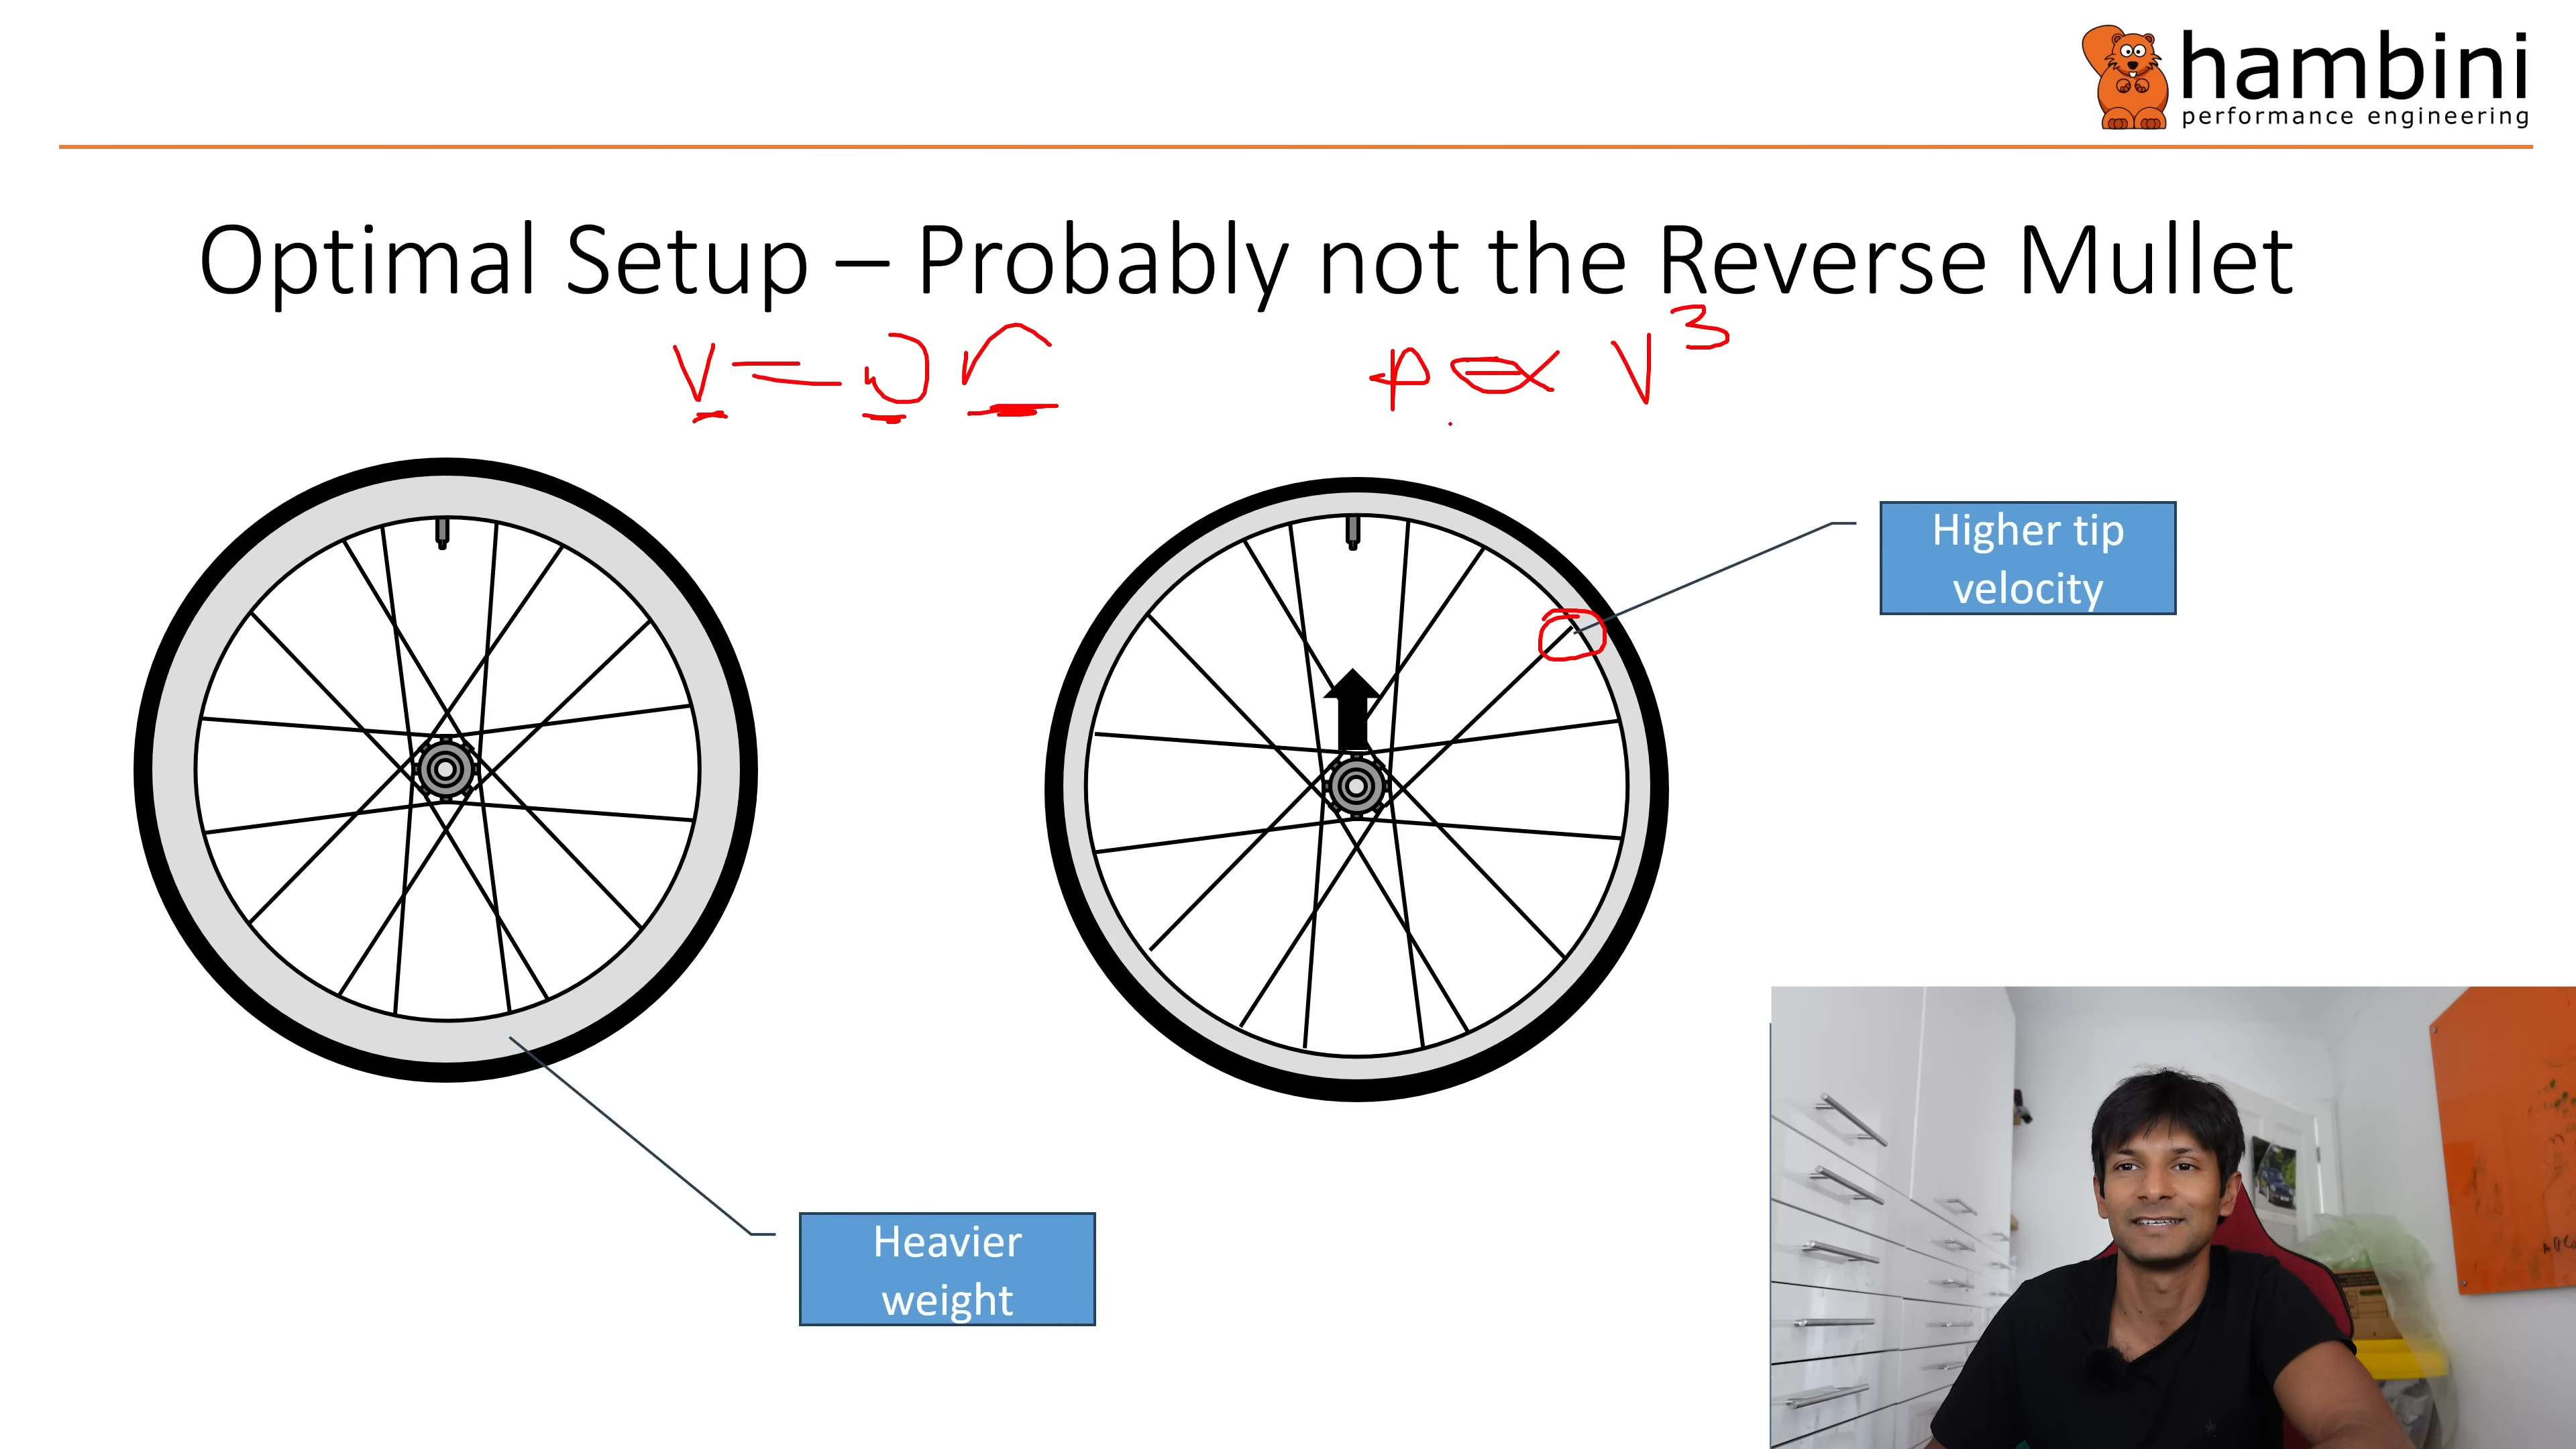 hambini
performance engineering
Optimal Setup – Probably not the Reverse Mullet
v = ωr
P ∝ V³
Higher tip
velocity
Heavier
weight